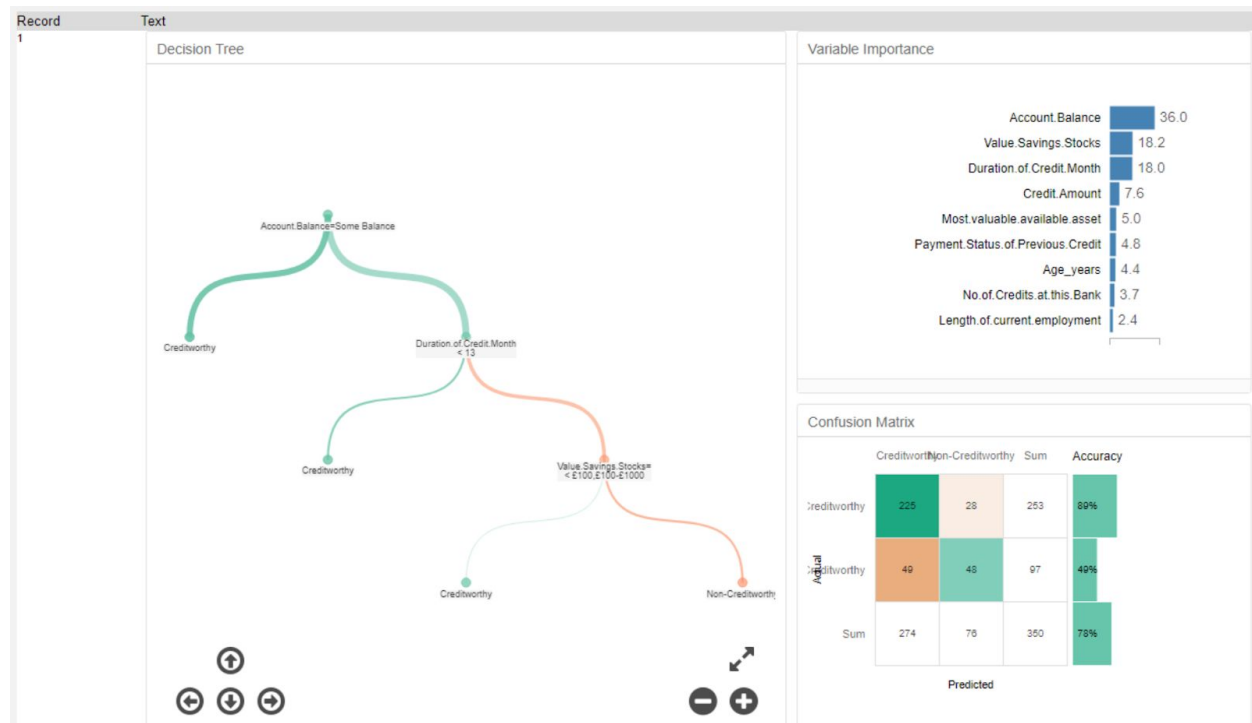 Record Text
1
Decision Tree
Account.Balance=Some Balance
Creditworthy
Duration.of.Credit.Month
< 13
Creditworthy
Value.Savings.Stocks=
< £100,£100-£1000
Creditworthy
Non-Creditworthy
Variable Importance
Account.Balance 36.0
Value.Savings.Stocks 18.2
Duration.of.Credit.Month 18.0
Credit.Amount 7.6
Most.valuable.available.asset 5.0
Payment.Status.of.Previous.Credit 4.8
Age_years 4.4
No.of.Credits.at.this.Bank 3.7
Length.of.current.employment 2.4
Confusion Matrix
Creditworthy Non-Creditworthy Sum Accuracy
Creditworthy 225 28 253 89%
Creditworthy 49 48 97 49%
Actual
Sum 274 76 350 78%
Predicted